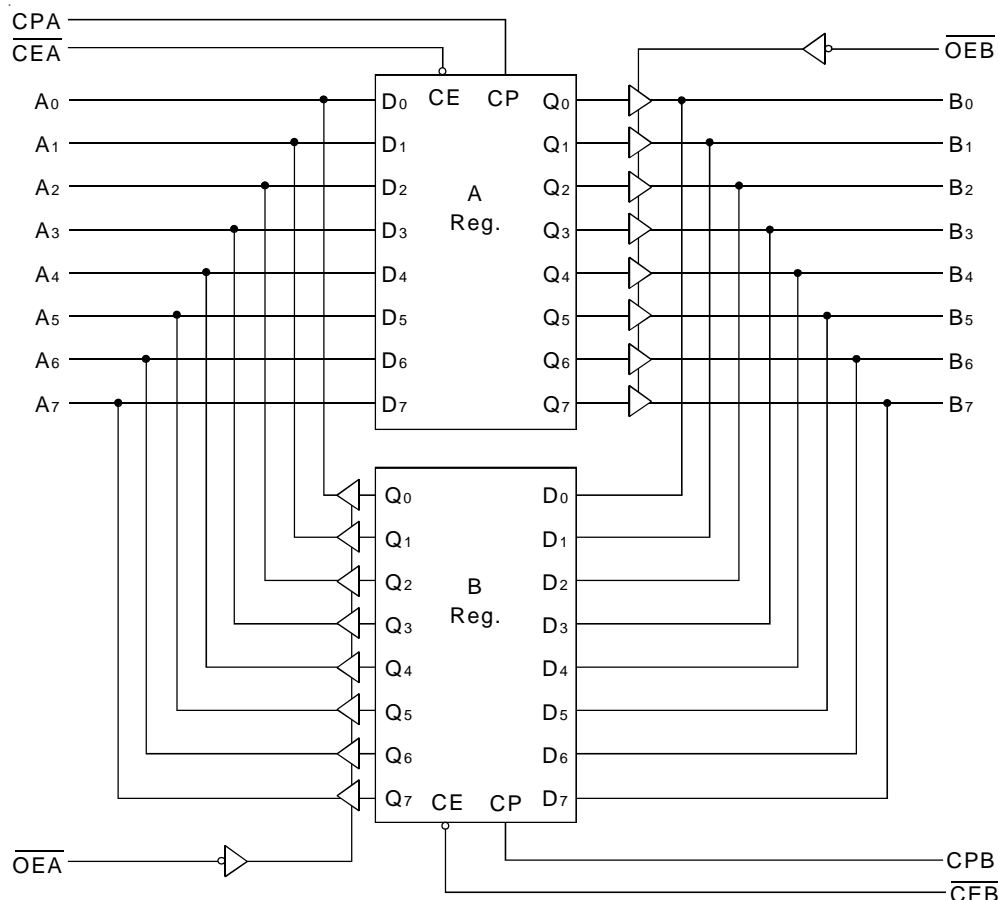 CPA
CEA
OEB
A0 D0 CE CP Q0 B0
A1 D1 Q1 B1
A2 D2 Q2 B2
A
A3 D3 Reg. Q3 B3
A4 D4 Q4 B4
A5 D5 Q5 B5
A6 D6 Q6 B6
A7 D7 Q7 B7
Q0 D0
Q1 D1
Q2 D2
B
Q3 Reg. D3
Q4 D4
Q5 D5
Q6 D6
Q7 CE CP D7
OEA CPB
CEB